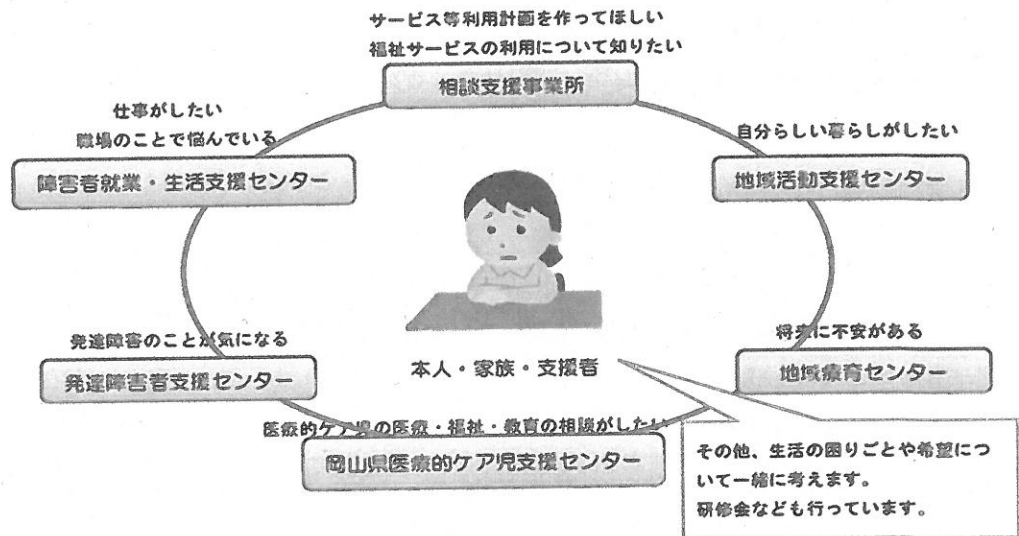 サービス等利用計画を作ってほしい
福祉サービスの利用について知りたい
相談支援事業所
仕事がしたい
職場のことで悩んでいる
障害者就業・生活支援センター
自分らしい暮らしがしたい
地域活動支援センター
発達障害のことが気になる
発達障害者支援センター
本人・家族・支援者
将来に不安がある
地域療育センター
医療的ケア児の医療・福祉・教育の相談がしたい
岡山県医療的ケア児支援センター
その他、生活の困りごとや希望につ
いて一緒に考えます。
研修会なども行っています。